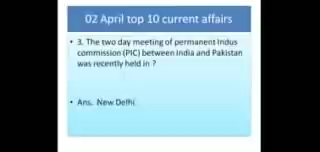 02 April top 10 current affairs
• 3. The two day meeting of permanent Indus
commission (PIC) between India and Pakistan
was recently held in ?
• Ans. New Delhi